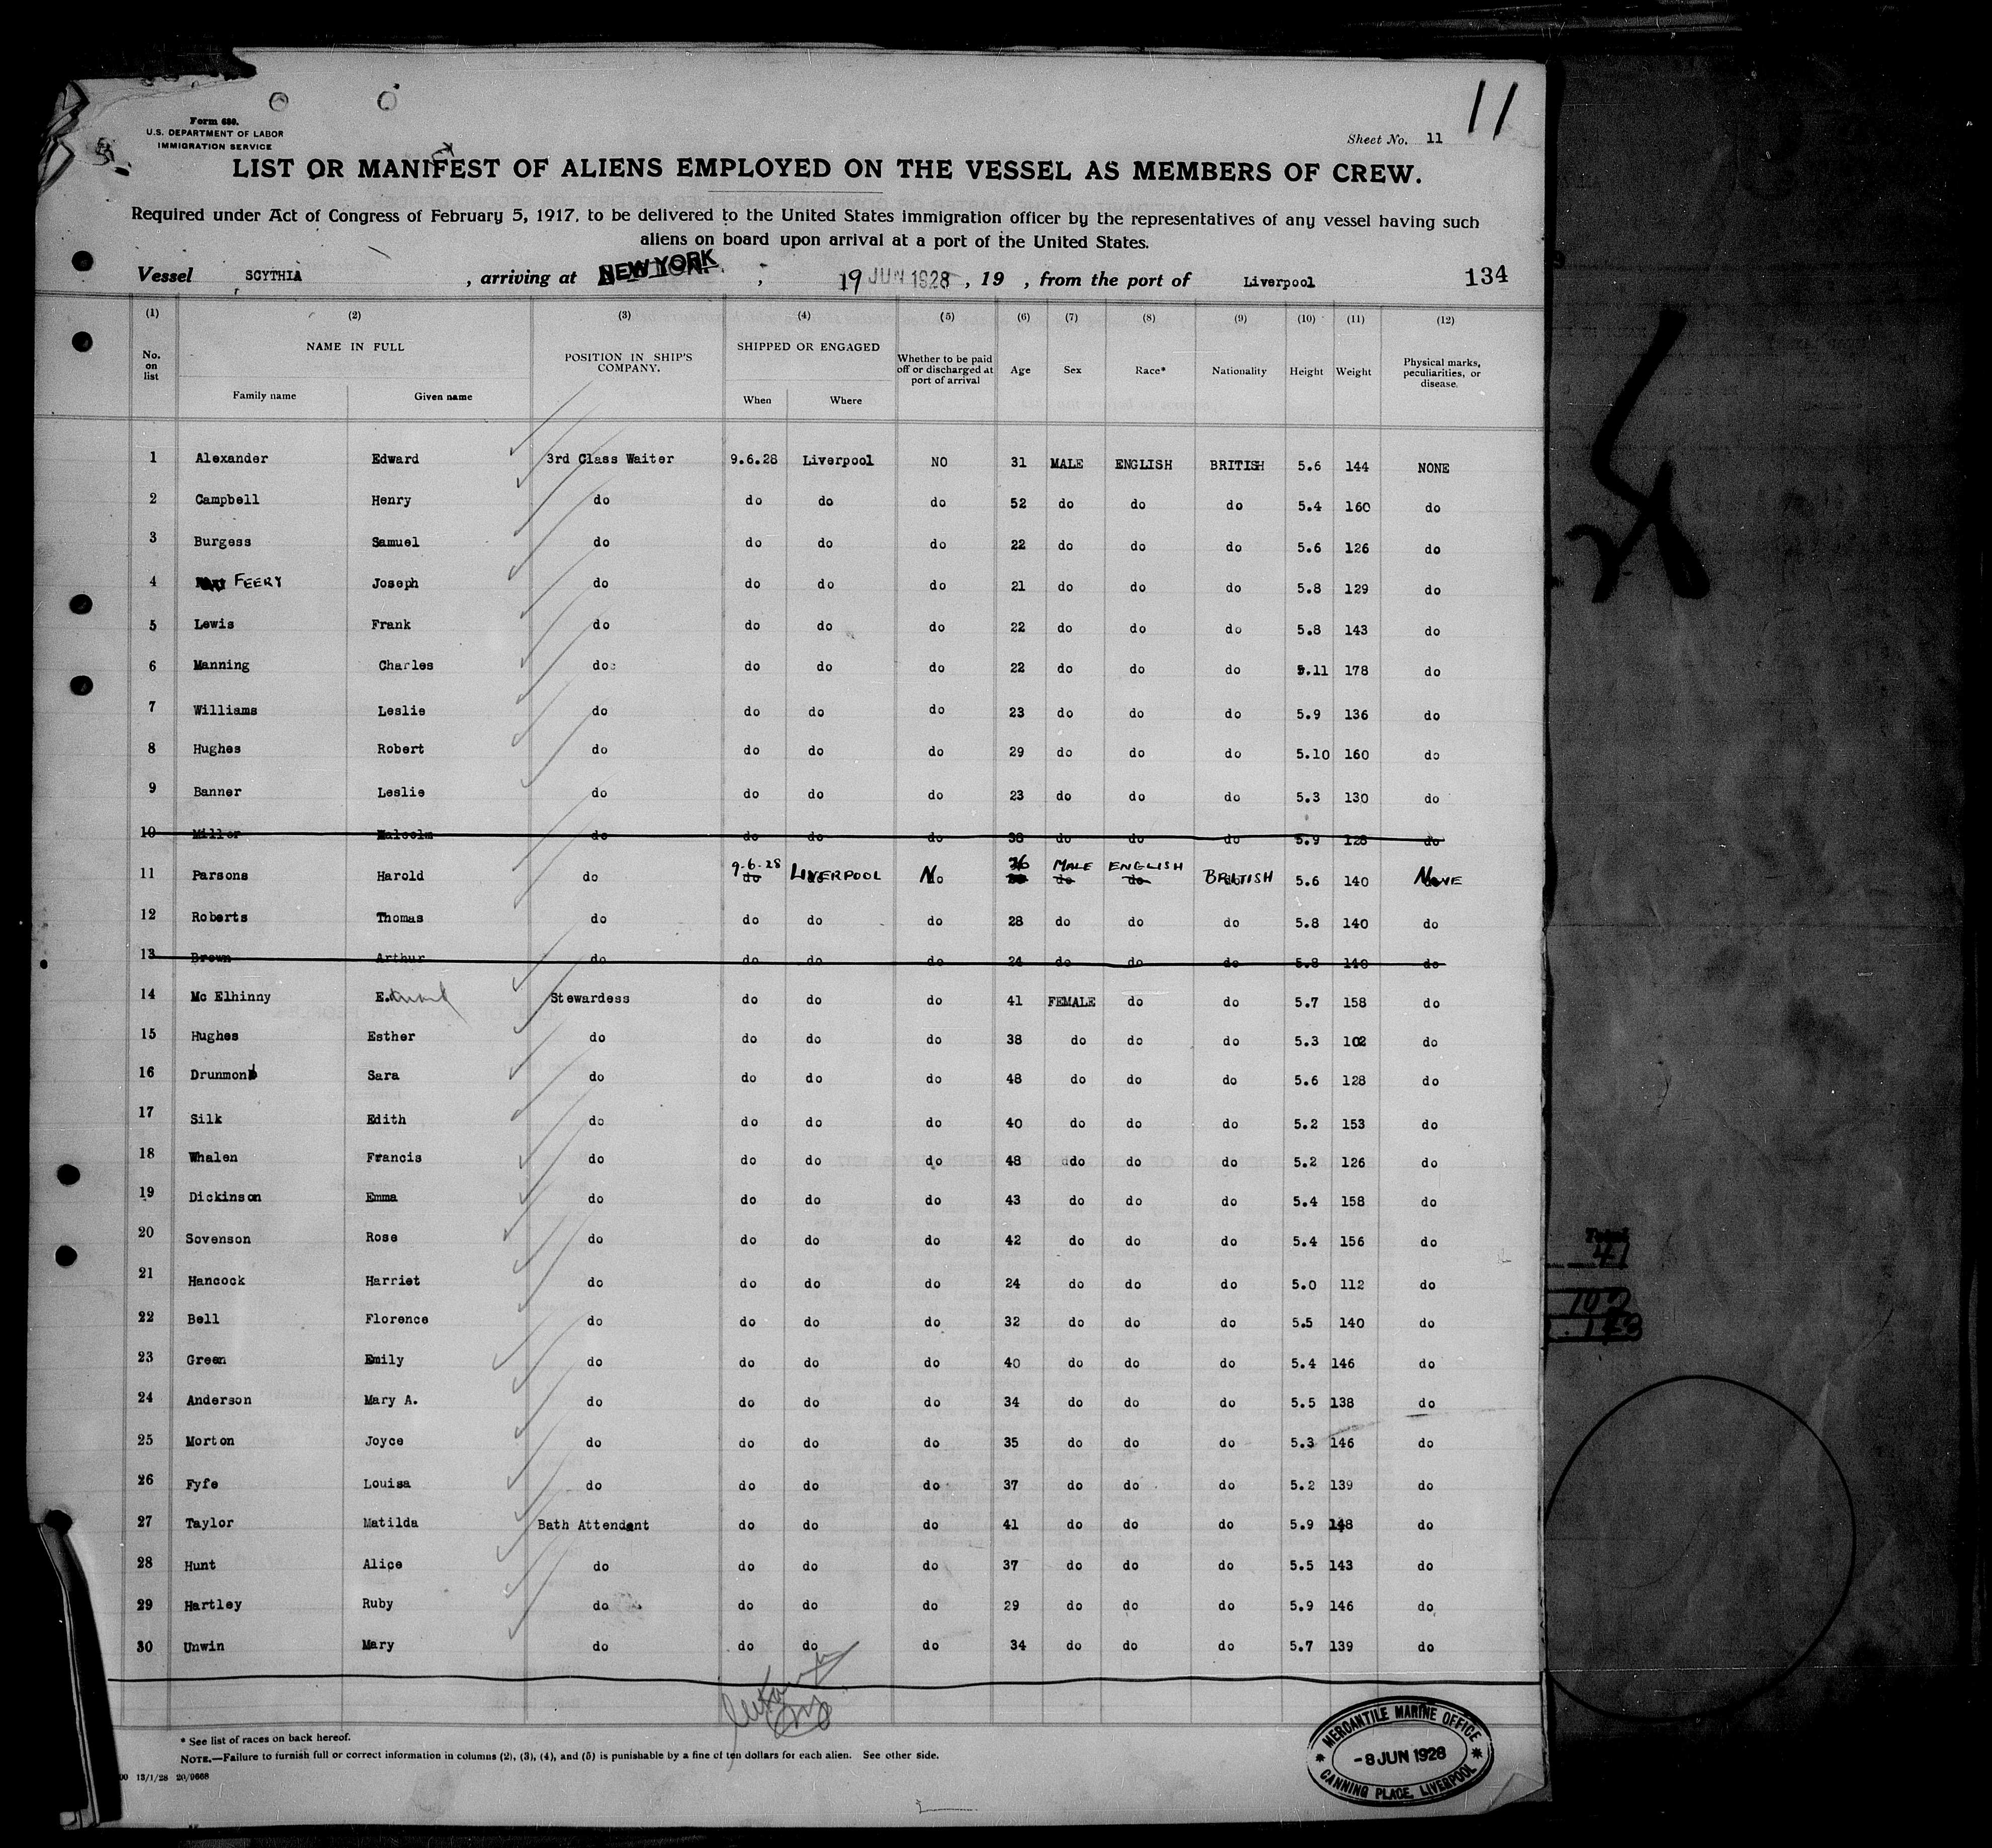 11
Form 680.
U.S. DEPARTMENT OF LABOR
IMMIGRATION SERVICE
Sheet No. 11
LIST OR MANIFEST OF ALIENS EMPLOYED ON THE VESSEL AS MEMBERS OF CREW.
Required under Act of Congress of February 5, 1917, to be delivered to the United States immigration officer by the representatives of any vessel having such
aliens on board upon arrival at a port of the United States.
Vessel SCYTHIA , arriving at NEW YORK , 19 JUN 1928 , 19 , from the port of Liverpool 134
(1) (2) (3) (4) (5) (6) (7) (8) (9) (10) (11) (12)
No. on list NAME IN FULL Family name Given name POSITION IN SHIP'S COMPANY. SHIPPED OR ENGAGED When Where Whether to be paid off or discharged at port of arrival Age Sex Race* Nationality Height Weight Physical marks, peculiarities, or disease.
1 Alexander Edward 3rd Class Waiter 9.6.28 Liverpool NO 31 MALE ENGLISH BRITISH 5.6 144 NONE
2 Campbell Henry do do do do 52 do do do 5.4 160 do
3 Burgess Samuel do do do do 22 do do do 5.6 126 do
4 FEERY Joseph do do do do 21 do do do 5.8 129 do
5 Lewis Frank do do do do 22 do do do 5.8 143 do
6 Manning Charles do do do do 22 do do do 5.11 178 do
7 Williams Leslie do do do do 23 do do do 5.9 136 do
8 Hughes Robert do do do do 29 do do do 5.10 160 do
9 Banner Leslie do do do do 23 do do do 5.3 130 do
10 Miller Malcolm do do do do 38 do do do 5.9 128 do
11 Parsons Harold do 9-6-28 LIVERPOOL No 26 MALE ENGLISH BRITISH 5.6 140 NONE
12 Roberts Thomas do do do do 28 do do do 5.8 140 do
13 Brown Arthur do do do do 24 do do do 5.8 140 do
14 Mc Elhinny E. Stewardess do do do 41 FEMALE do do 5.7 158 do
15 Hughes Esther do do do do 38 do do do 5.3 102 do
16 Drunmond Sara do do do do 48 do do do 5.6 128 do
17 Silk Edith do do do do 40 do do do 5.2 153 do
18 Whalen Francis do do do do 48 do do do 5.2 126 do
19 Dickinson Emma do do do do 43 do do do 5.4 158 do
20 Sovenson Rose do do do do 42 do do do 5.4 156 do
21 Hancock Harriet do do do do 24 do do do 5.0 112 do
22 Bell Florence do do do do 32 do do do 5.5 140 do
23 Green Emily do do do do 40 do do do 5.4 146 do
24 Anderson Mary A. do do do do 34 do do do 5.5 138 do
25 Morton Joyce do do do do 35 do do do 5.3 146 do
26 Fyfe Louisa do do do do 37 do do do 5.2 139 do
27 Taylor Matilda Bath Attendant do do do 41 do do do 5.9 148 do
28 Hunt Alice do do do do 37 do do do 5.5 143 do
29 Hartley Ruby do do do do 29 do do do 5.9 146 do
30 Unwin Mary do do do do 34 do do do 5.7 139 do
* See list of races on back hereof.
NOTE.—Failure to furnish full or correct information in columns (2), (3), (4), and (5) is punishable by a fine of ten dollars for each alien. See other side.
13/1/28 20/9668
MERCANTILE MARINE OFFICE
-8 JUN 1928
CANNING PLACE, LIVERPOOL
Total
41